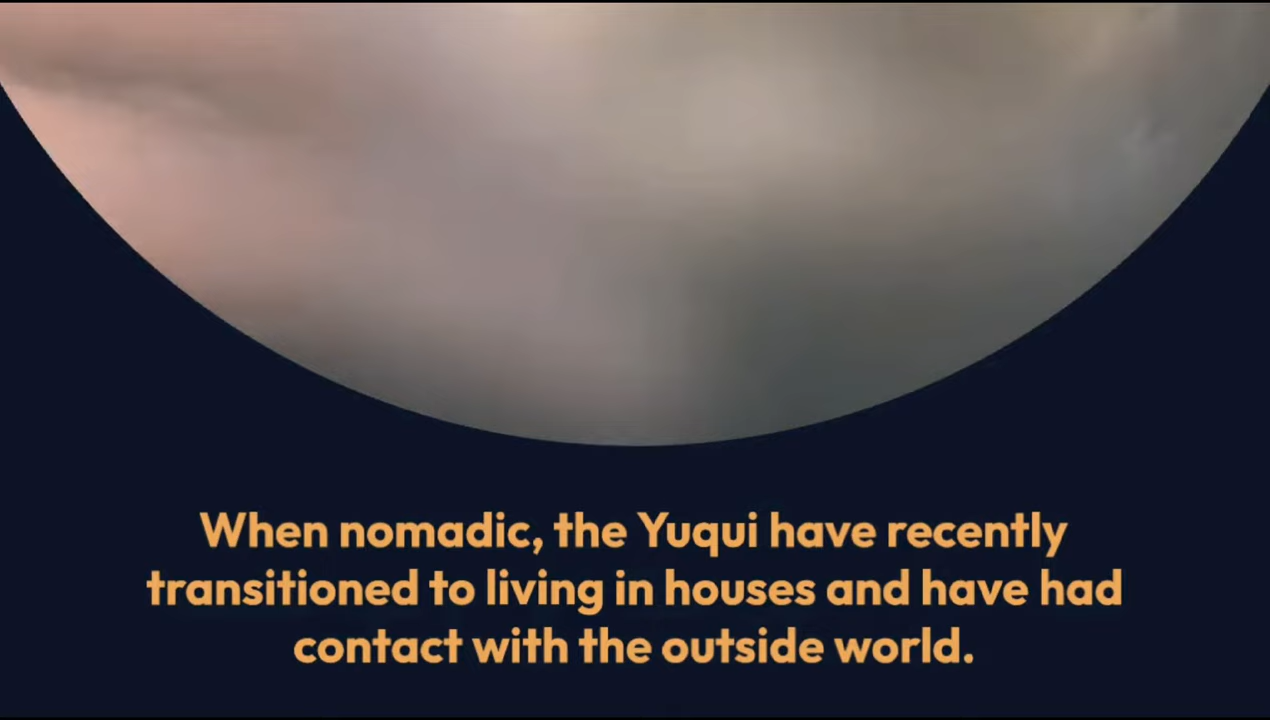 When nomadic, the Yuqui have recently
transitioned to living in houses and have had
contact with the outside world.